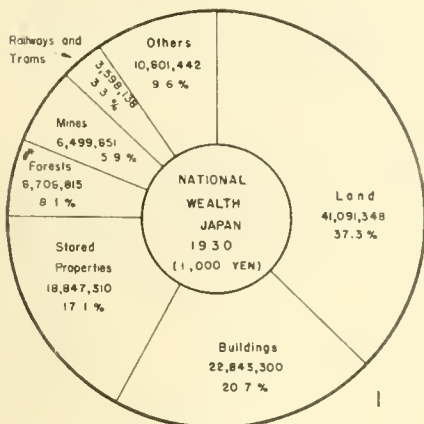 Railways and
Trams
3,598,138
3.3%
Others
10,601,442
9.6%
Mines
6,499,651
5.9%
Forests
6,706,815
6.1%
Stored
Properties
18,847,310
17.1%
NATIONAL
WEALTH
JAPAN
1930
(1,000 YEN)
Land
41,091,348
37.3%
Buildings
22,843,300
20.7%